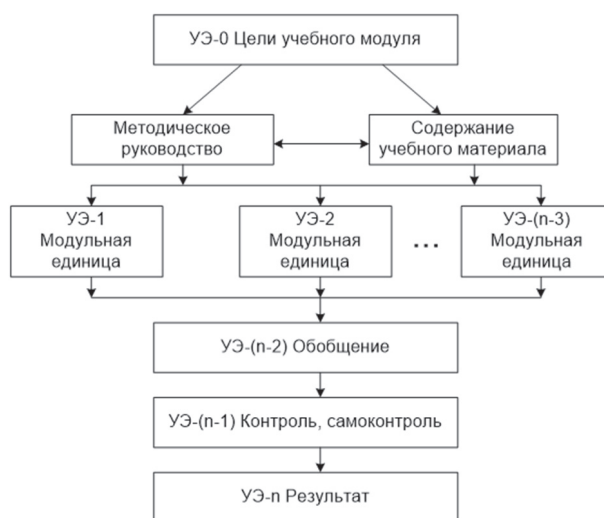 УЭ-0 Цели учебного модуля
Методическое
руководство
Содержание
учебного материала
УЭ-1
Модульная
единица
УЭ-2
Модульная
единица
...
УЭ-(n-3)
Модульная
единица
УЭ-(n-2) Обобщение
УЭ-(n-1) Контроль, самоконтроль
УЭ-n Результат